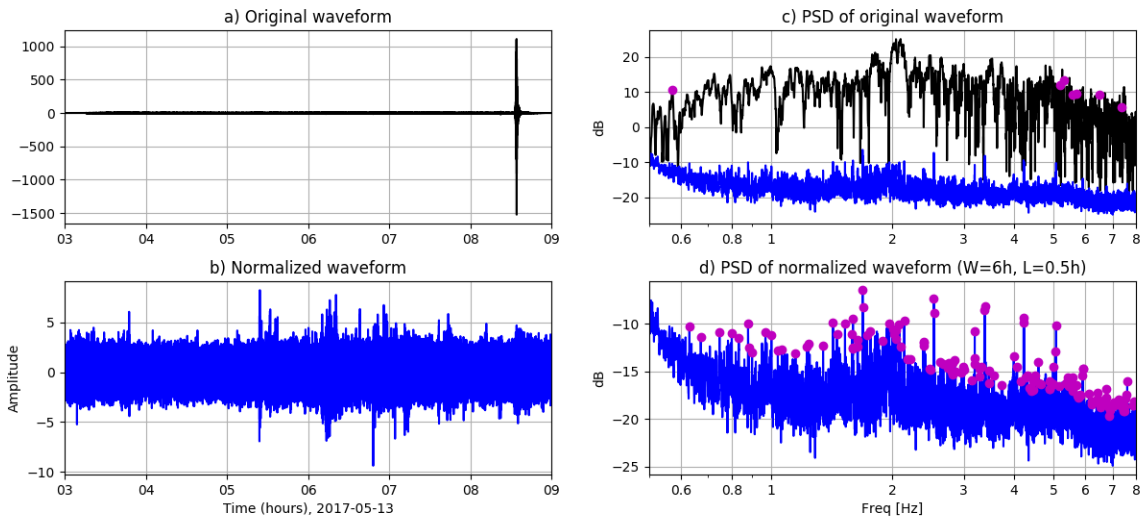 a) Original waveform
1000
500
0
−500
−1000
−1500
03 04 05 06 07 08 09
c) PSD of original waveform
dB
20
10
0
−10
−20
0.6 0.8 1 2 3 4 5 6 7 8
b) Normalized waveform
Amplitude
5
0
−5
−10
03 04 05 06 07 08 09
Time (hours), 2017-05-13
d) PSD of normalized waveform (W=6h, L=0.5h)
dB
−10
−15
−20
−25
0.6 0.8 1 2 3 4 5 6 7 8
Freq [Hz]